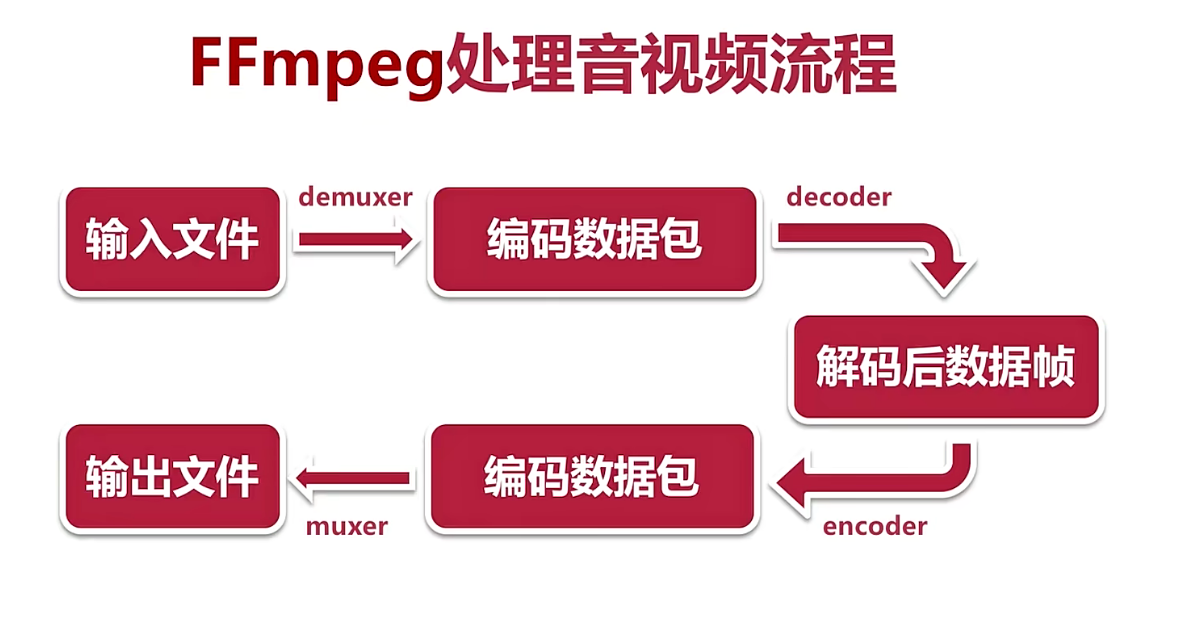 FFmpeg处理音视频流程
demuxer
decoder
输入文件
编码数据包
解码后数据帧
输出文件
编码数据包
muxer
encoder